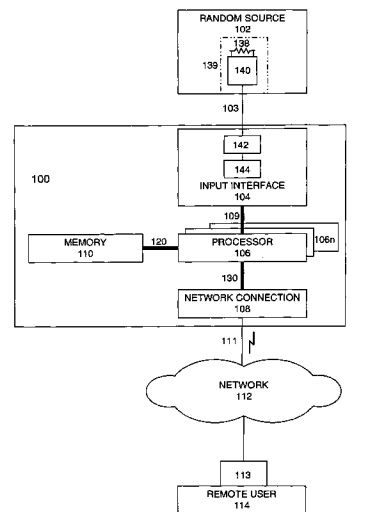 RANDOM SOURCE
102
138
139
140
103
142
100
144
INPUT INTERFACE
104
109
MEMORY
110
120
PROCESSOR
106
106n
130
NETWORK CONNECTION
108
111
NETWORK
112
113
REMOTE USER
114